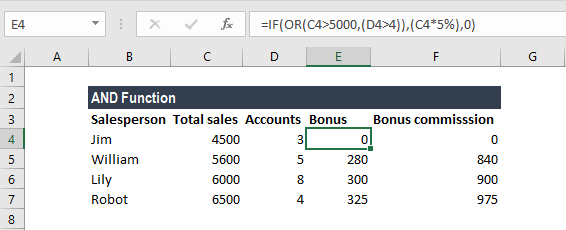 E4 fx =IF(OR(C4>5000,(D4>4)),(C4*5%),0)
A B C D E F G
1
2 AND Function
3 Salesperson Total sales Accounts Bonus Bonus commisssion
4 Jim 4500 3 0 0
5 William 5600 5 280 840
6 Lily 6000 8 300 900
7 Robot 6500 4 325 975
8